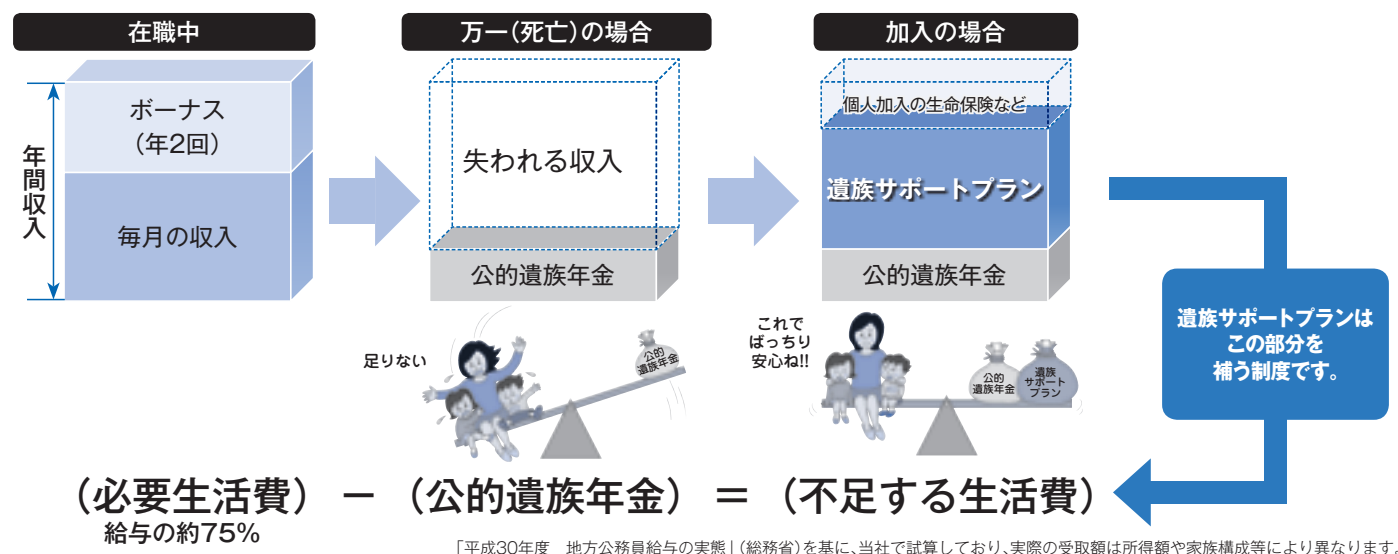 在職中
ボーナス
(年2回)
毎月の収入
年間収入
万一(死亡)の場合
失われる収入
公的遺族年金
足りない
公的
遺族年金
加入の場合
個人加入の生命保険など
遺族サポートプラン
公的遺族年金
これで
ばっちり
安心ね!!
公的
遺族年金
遺族
サポート
プラン
遺族サポートプランは
この部分を
補う制度です。
(必要生活費) − (公的遺族年金) = (不足する生活費)
給与の約75%
「平成30年度 地方公務員給与の実態」(総務省)を基に、当社で試算しており、実際の受取額は所得額や家族構成等により異なります